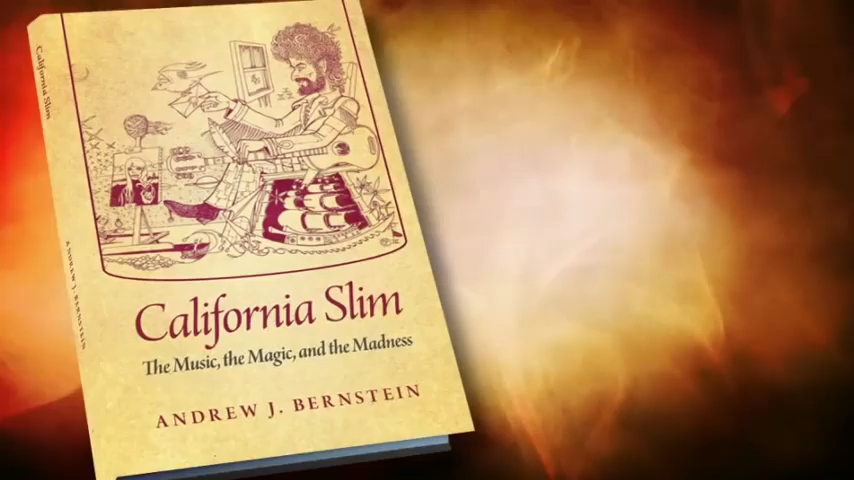 California Slim
ANDREW J. BERNSTEIN
California Slim
The Music, the Magic, and the Madness
ANDREW J. BERNSTEIN